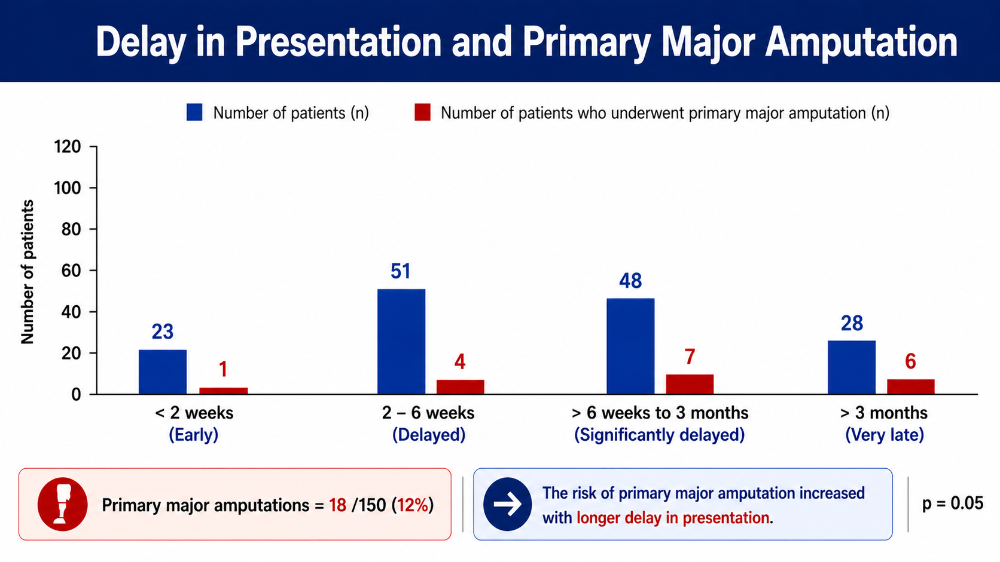 Delay in Presentation and Primary Major Amputation
Number of patients (n)
Number of patients who underwent primary major amputation (n)
Number of patients
120
100
80
60
40
20
0
23
1
51
4
48
7
28
6
< 2 weeks
(Early)
2 – 6 weeks
(Delayed)
> 6 weeks to 3 months
(Significantly delayed)
> 3 months
(Very late)
Primary major amputations = 18 /150 (12%)
The risk of primary major amputation increased
with longer delay in presentation.
p = 0.05